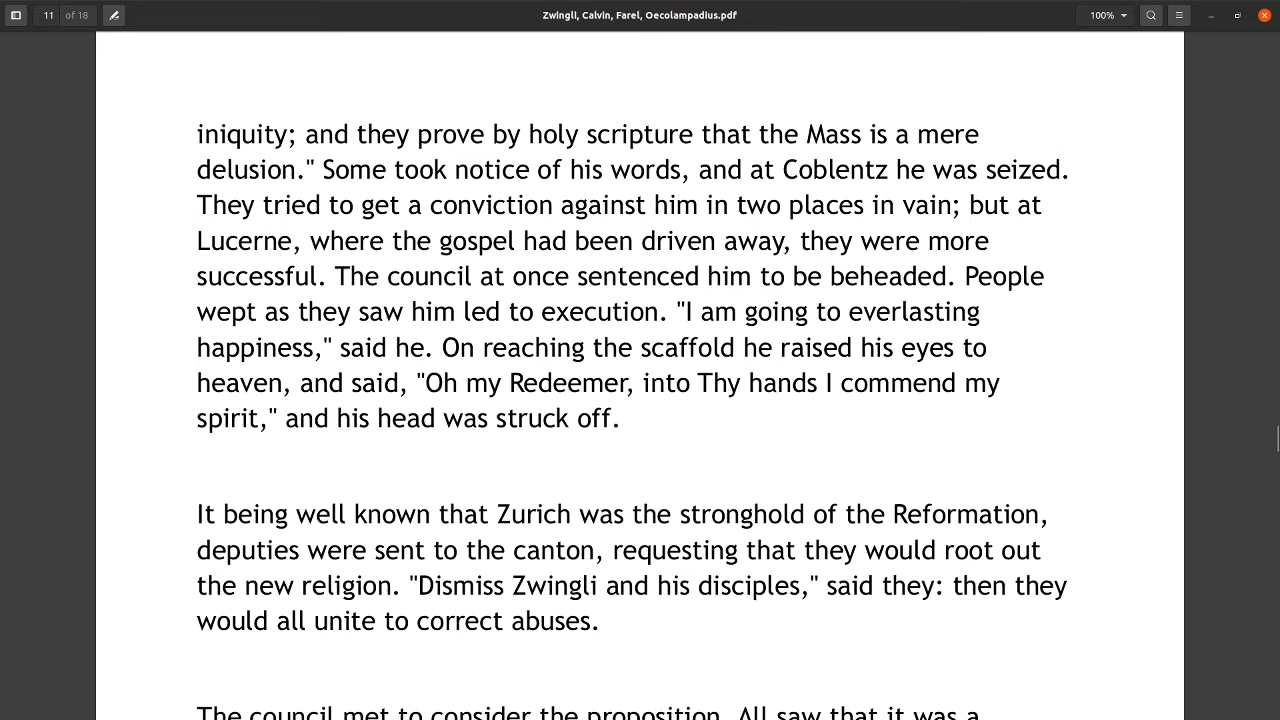 11 of 18
Zwingli, Calvin, Farel, Oecolampadius.pdf
100%
iniquity; and they prove by holy scripture that the Mass is a mere
delusion." Some took notice of his words, and at Coblentz he was seized.
They tried to get a conviction against him in two places in vain; but at
Lucerne, where the gospel had been driven away, they were more
successful. The council at once sentenced him to be beheaded. People
wept as they saw him led to execution. "I am going to everlasting
happiness," said he. On reaching the scaffold he raised his eyes to
heaven, and said, "Oh my Redeemer, into Thy hands I commend my
spirit," and his head was struck off.
It being well known that Zurich was the stronghold of the Reformation,
deputies were sent to the canton, requesting that they would root out
the new religion. "Dismiss Zwingli and his disciples," said they: then they
would all unite to correct abuses.
The council met to consider the proposition. All saw that it was a